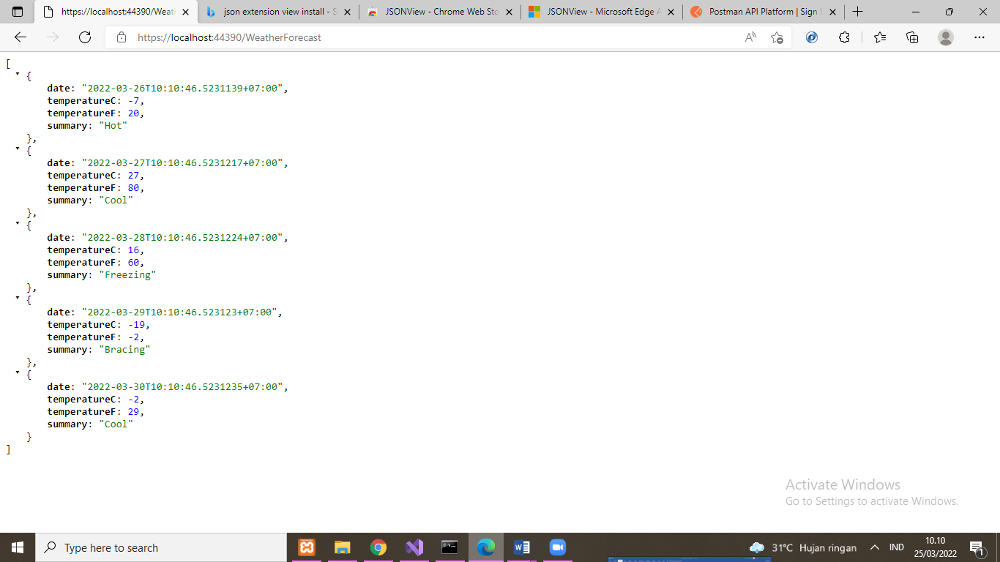 https://localhost:44390/Weat
json extension view install - S
JSONView - Chrome Web Sto
JSONView - Microsoft Edge A
Postman API Platform | Sign U
https://localhost:44390/WeatherForecast
[
{
date: "2022-03-26T10:10:46.5231139+07:00",
temperatureC: -7,
temperatureF: 20,
summary: "Hot"
},
{
date: "2022-03-27T10:10:46.5231217+07:00",
temperatureC: 27,
temperatureF: 80,
summary: "Cool"
},
{
date: "2022-03-28T10:10:46.5231224+07:00",
temperatureC: 16,
temperatureF: 60,
summary: "Freezing"
},
{
date: "2022-03-29T10:10:46.523123+07:00",
temperatureC: -19,
temperatureF: -2,
summary: "Bracing"
},
{
date: "2022-03-30T10:10:46.5231235+07:00",
temperatureC: -2,
temperatureF: 29,
summary: "Cool"
}
]
Activate Windows
Go to Settings to activate Windows.
Type here to search
31°C Hujan ringan
IND
10.10
25/03/2022
1